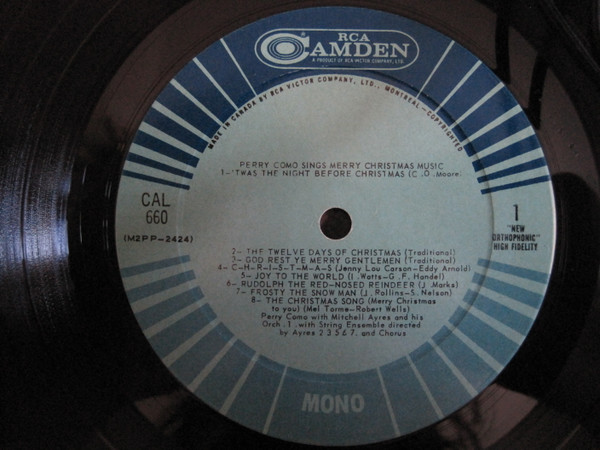 RCA
CAMDEN
A PRODUCT OF RCA VICTOR COMPANY, LTD.
MADE IN CANADA BY RCA VICTOR COMPANY, LTD., MONTREAL-COPYRIGHTED
PERRY COMO SINGS MERRY CHRISTMAS MUSIC
1-'TWAS THE NIGHT BEFORE CHRISTMAS (C.O. Moore)
CAL
660
(M2PP-2424)
1
"NEW
ORTHOPHONIC"
HIGH FIDELITY
2- THE TWELVE DAYS OF CHRISTMAS (Traditional)
3- GOD REST YE MERRY GENTLEMEN (Traditional)
4- C-H-R-I-S-T-M-A-S (Jenny Lou Carson-Eddy Arnold)
5- JOY TO THE WORLD (I. Watts-G. F. Handel)
6- RUDOLPH THE RED-NOSED REINDEER (J. Marks)
7- FROSTY THE SNOW MAN (J. Rollins-S. Nelson)
8- THE CHRISTMAS SONG (Merry Christmas
to you) (Mel Torme-Robert Wells)
Perry Como with Mitchell Ayres and his
Orch .1. with String Ensemble directed
by Ayres 2 3 5 6 7. and Chorus
MONO